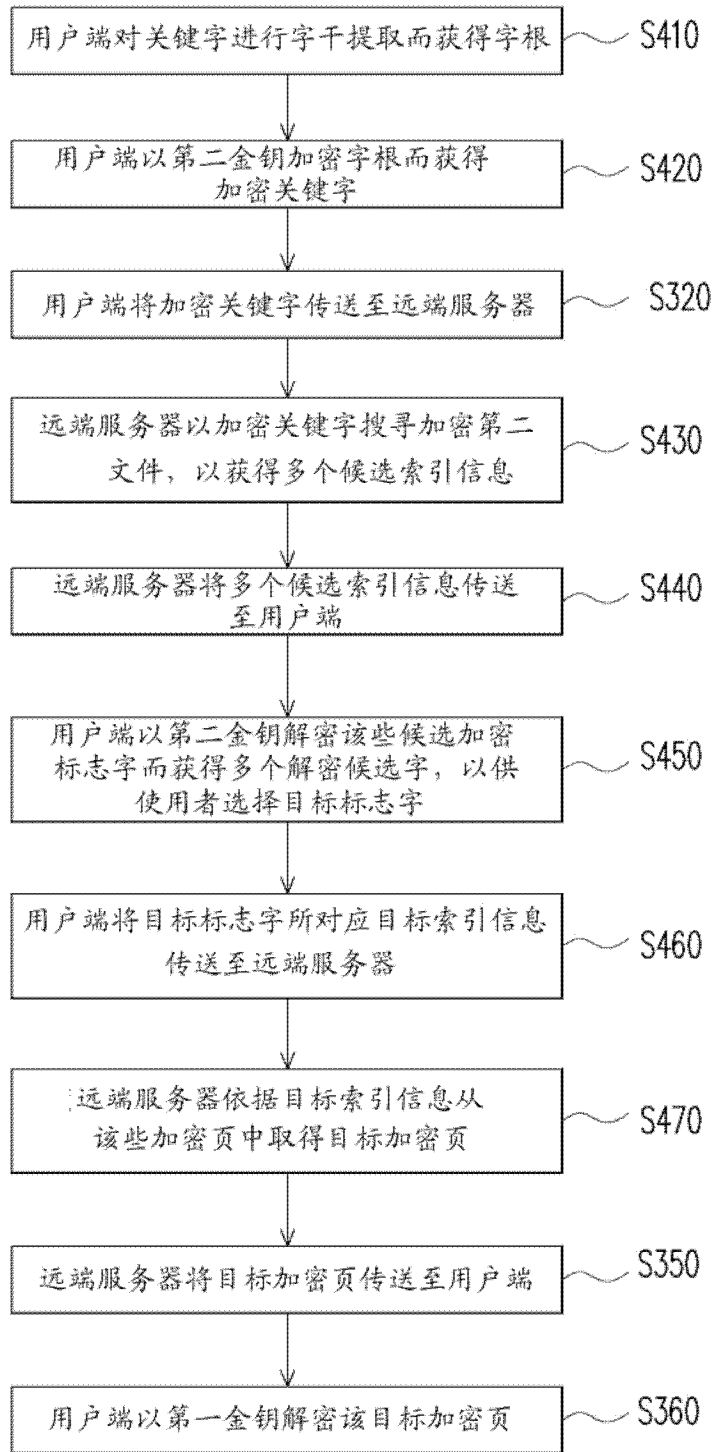 用户端对关键字进行字干提取而获得字根
S410
用户端以第二金钥加密字根而获得
加密关键字
S420
用户端将加密关键字传送至远端服务器
S320
远端服务器以加密关键字搜寻加密第二
文件，以获得多个候选索引信息
S430
远端服务器将多个候选索引信息传送
至用户端
S440
用户端以第二金钥解密该些候选加密
标志字而获得多个解密候选字，以供
使用者选择目标标志字
S450
用户端将目标标志字所对应目标索引信息
传送至远端服务器
S460
远端服务器依据目标索引信息从
该些加密页中取得目标加密页
S470
远端服务器将目标加密页传送至用户端
S350
用户端以第一金钥解密该目标加密页
S360